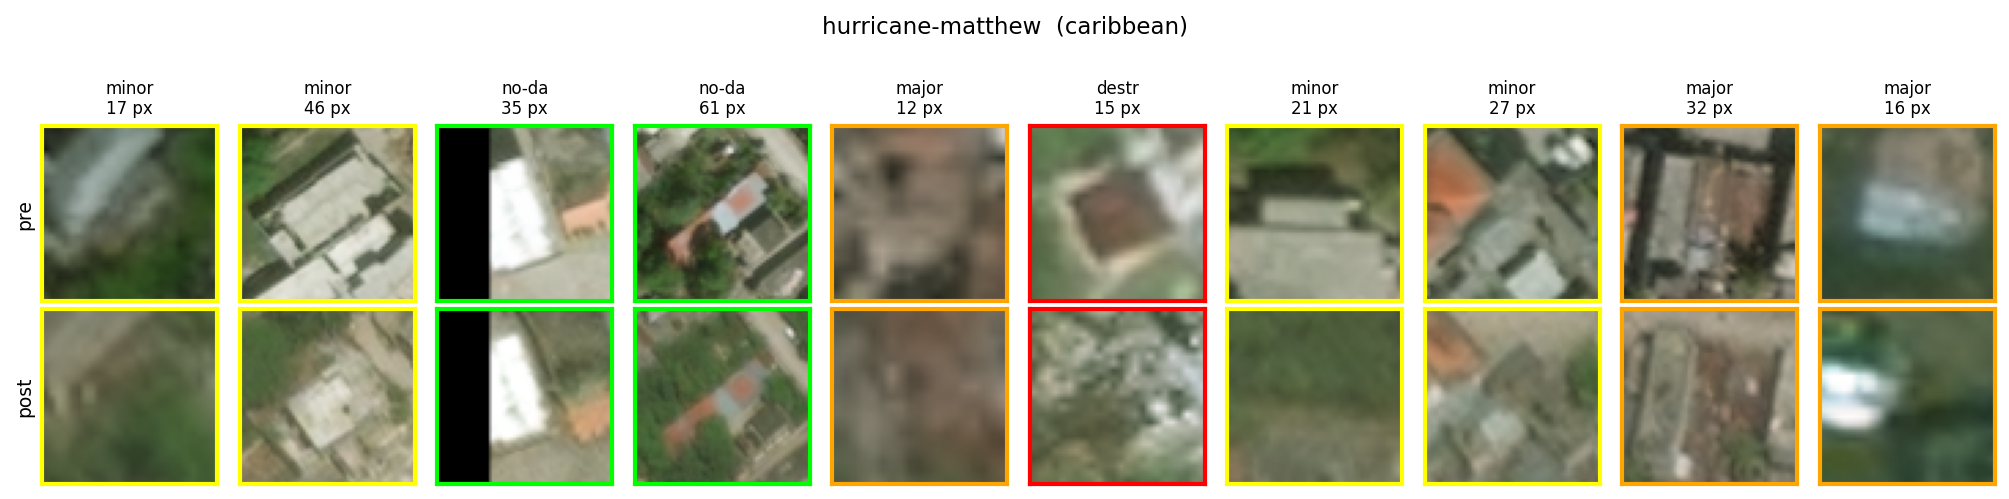 hurricane-matthew  (caribbean)
minor
17 px
minor
46 px
no-da
35 px
no-da
61 px
major
12 px
destr
15 px
minor
21 px
minor
27 px
major
32 px
major
16 px
pre
post